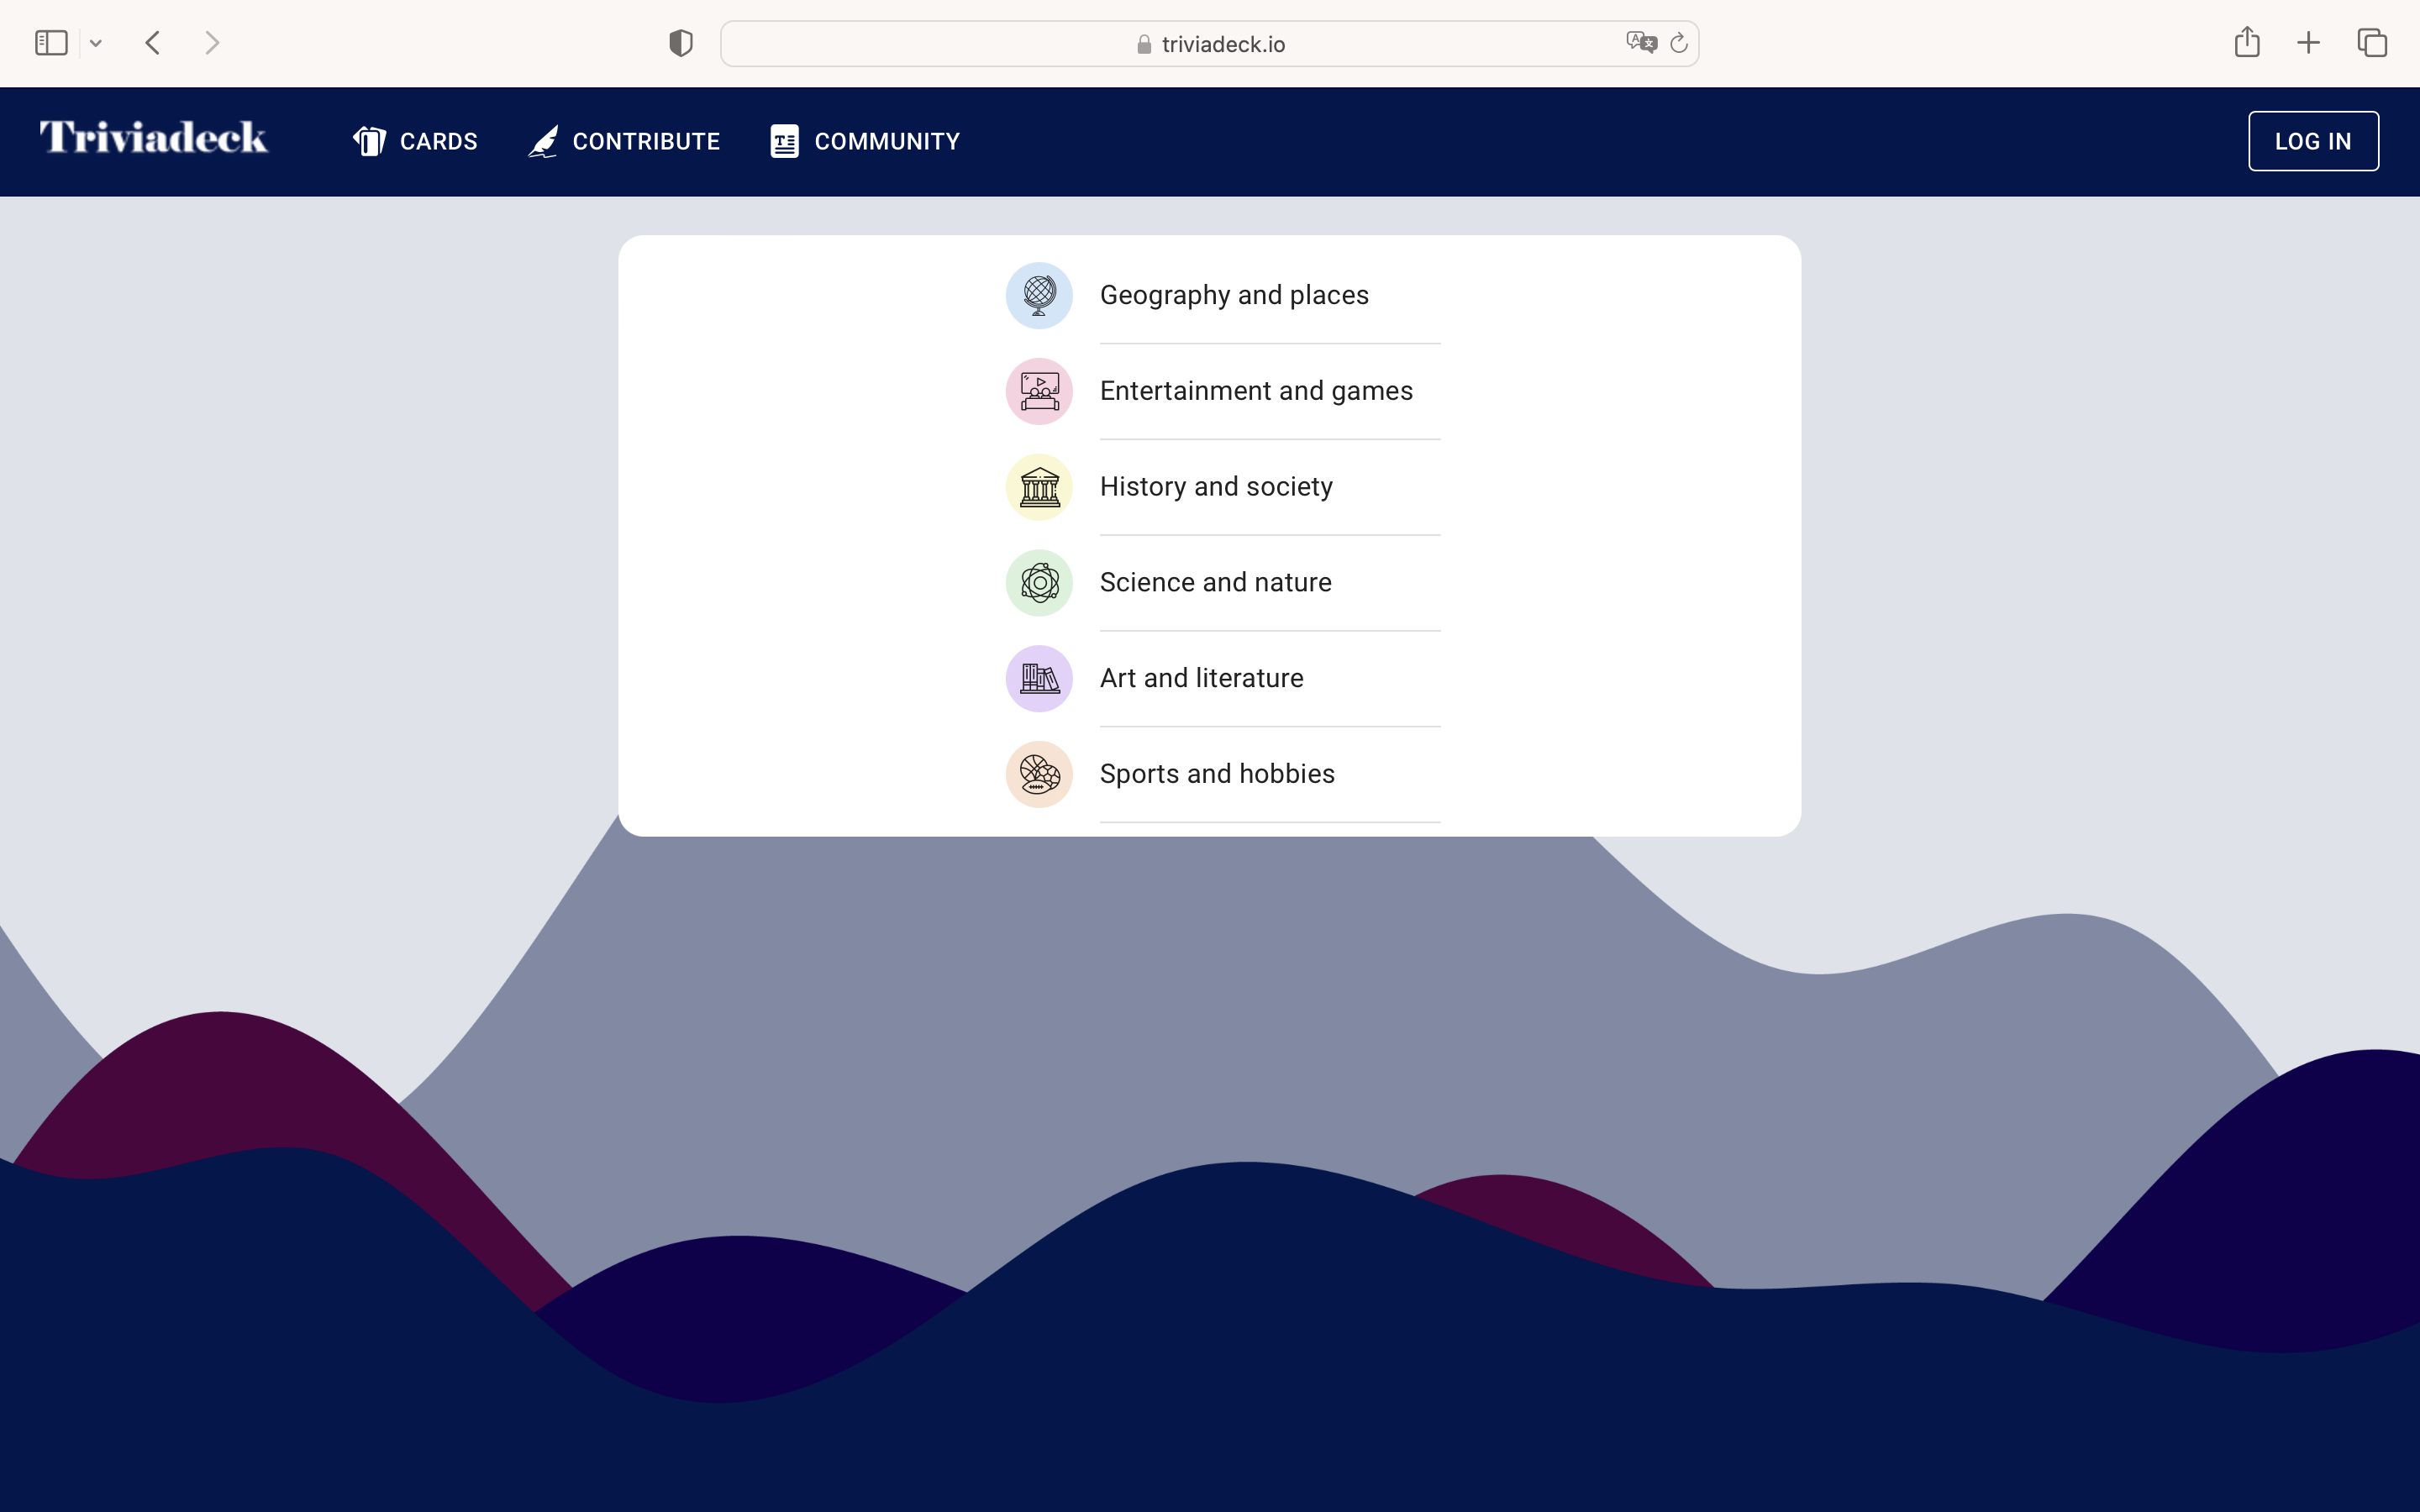 triviadeck.io
Triviadeck
CARDS
CONTRIBUTE
COMMUNITY
LOG IN
Geography and places
Entertainment and games
History and society
Science and nature
Art and literature
Sports and hobbies